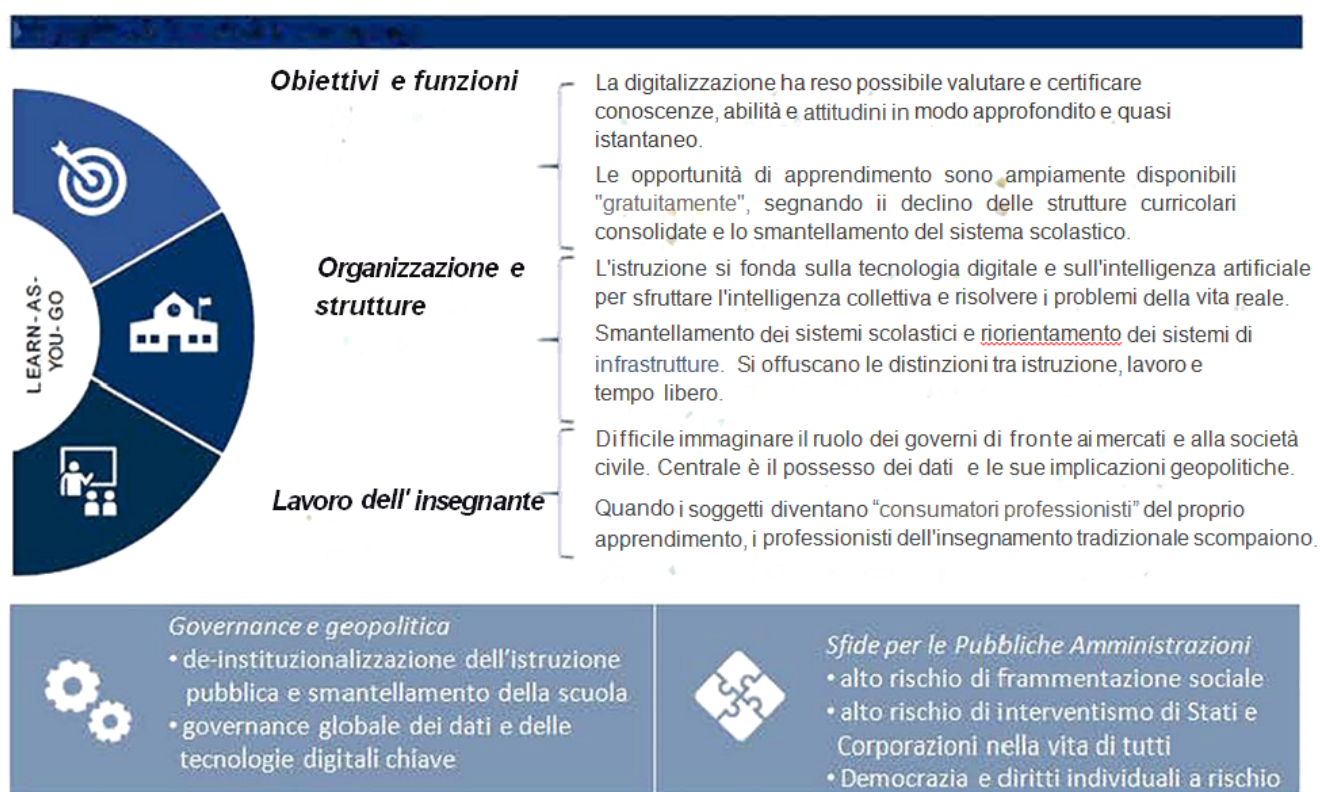 Obiettivi e funzioni
La digitalizzazione ha reso possibile valutare e certificare
conoscenze, abilità e attitudini in modo approfondito e quasi
istantaneo.
Le opportunità di apprendimento sono ampiamente disponibili
"gratuitamente", segnando ii declino delle strutture curricolari
consolidate e lo smantellamento del sistema scolastico.
Organizzazione e
strutture
L'istruzione si fonda sulla tecnologia digitale e sull'intelligenza artificiale
per sfruttare l'intelligenza collettiva e risolvere i problemi della vita reale.
Smantellamento dei sistemi scolastici e riorientamento dei sistemi di
infrastrutture. Si offuscano le distinzioni tra istruzione, lavoro e
tempo libero.
LEARN-AS-
YOU-GO
Lavoro dell'insegnante
Difficile immaginare il ruolo dei governi di fronte ai mercati e alla società
civile. Centrale è il possesso dei dati e le sue implicazioni geopolitiche.
Quando i soggetti diventano “consumatori professionisti” del proprio
apprendimento, i professionisti dell'insegnamento tradizionale scompaiono.
Governance e geopolitica
• de-instituzionalizzazione dell'istruzione
pubblica e smantellamento della scuola
• governance globale dei dati e delle
tecnologie digitali chiave
Sfide per le Pubbliche Amministrazioni
• alto rischio di frammentazione sociale
• alto rischio di interventismo di Stati e
Corporazioni nella vita di tutti
• Democrazia e diritti individuali a rischio